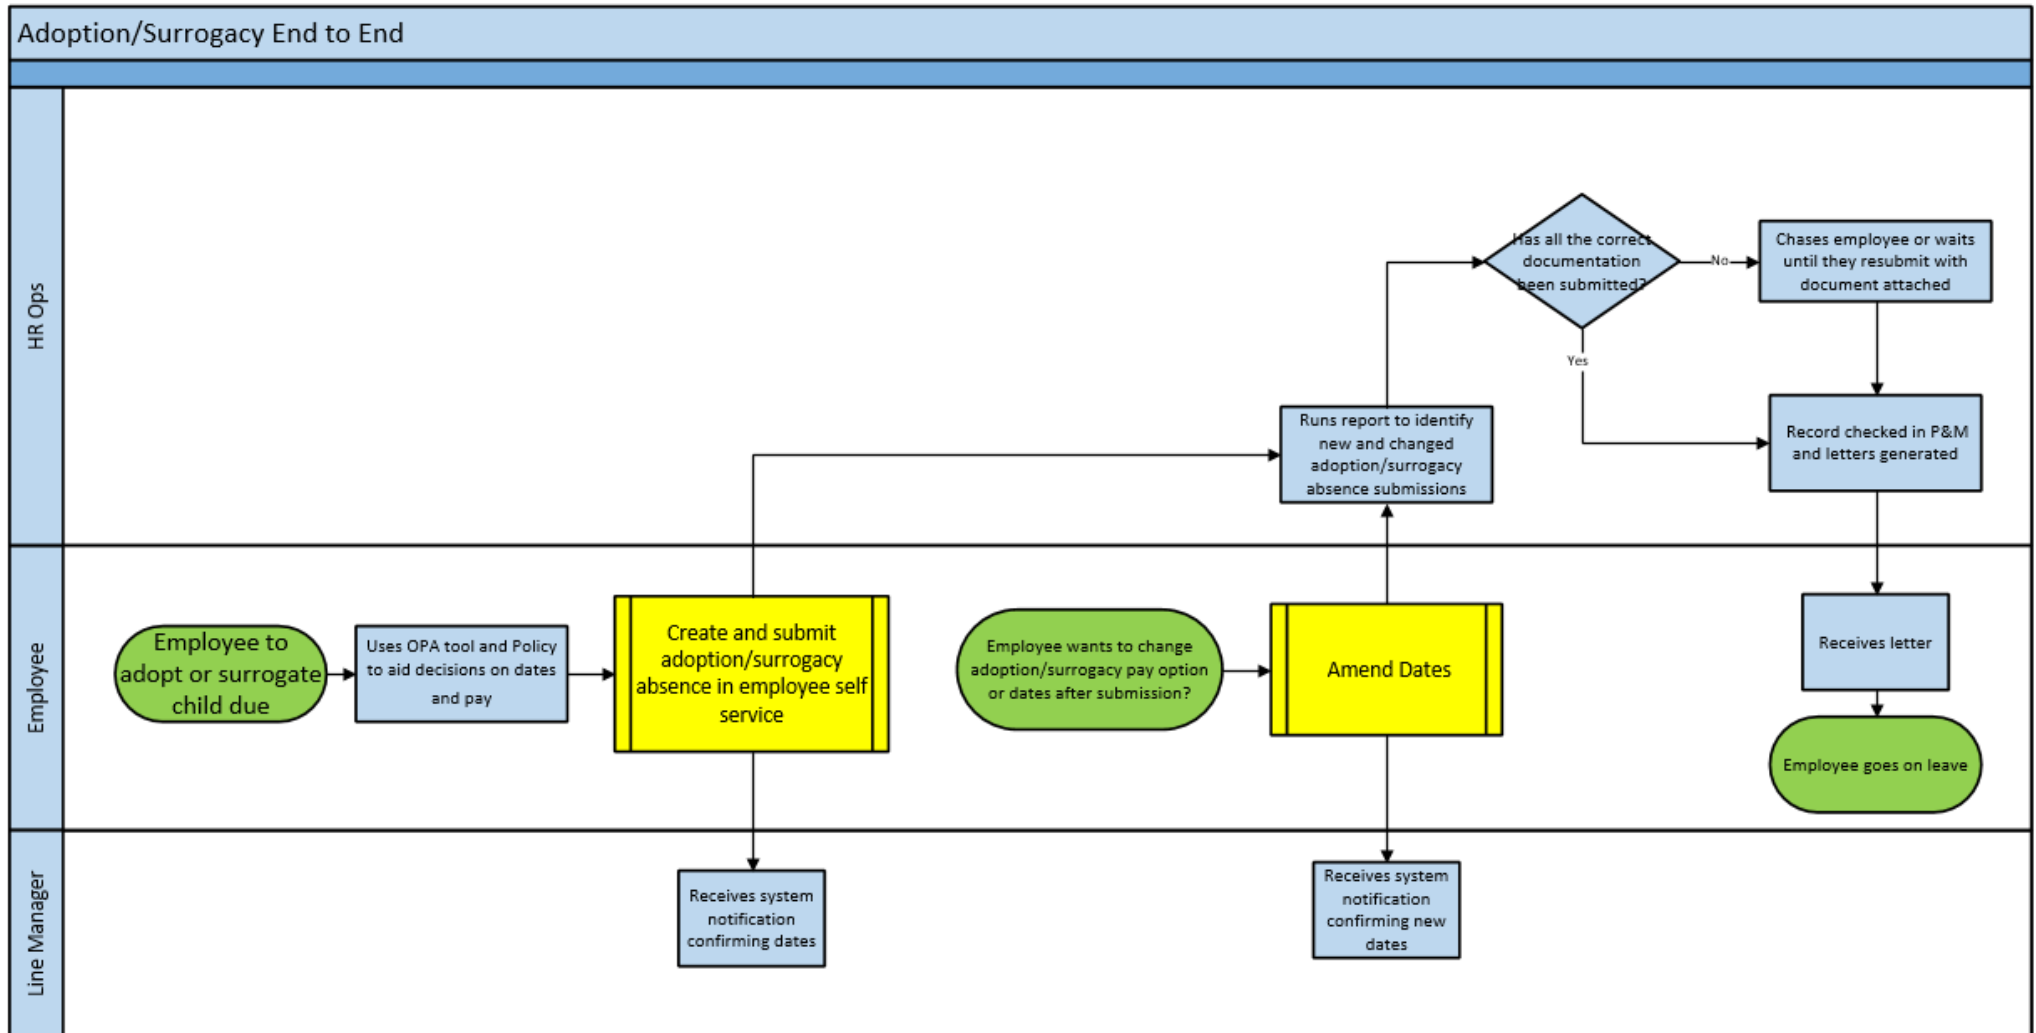 Adoption/Surrogacy End to End
HR Ops
Has all the correct
documentation
been submitted?
No
Chases employee or waits
until they resubmit with
document attached
Yes
Runs report to identify
new and changed
adoption/surrogacy
absence submissions
Record checked in P&M
and letters generated
Employee
Employee to
adopt or surrogate
child due
Uses OPA tool and Policy
to aid decisions on dates
and pay
Create and submit
adoption/surrogacy
absence in employee self
service
Employee wants to change
adoption/surrogacy pay option
or dates after submission?
Amend Dates
Receives letter
Employee goes on leave
Line Manager
Receives system
notification
confirming dates
Receives system
notification
confirming new
dates